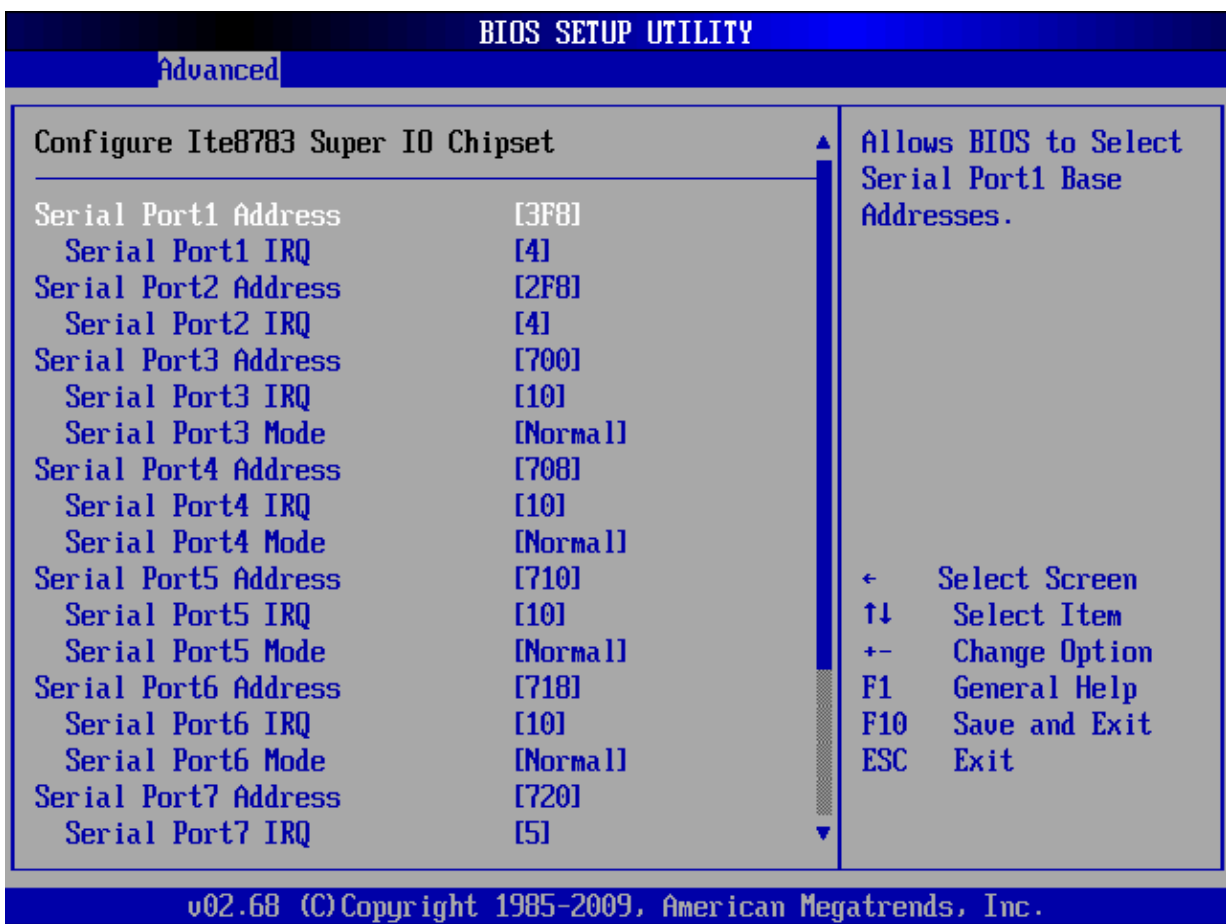 BIOS SETUP UTILITY
Advanced
Configure Ite8783 Super IO Chipset
Serial Port1 Address [3F8]
Serial Port1 IRQ [4]
Serial Port2 Address [2F8]
Serial Port2 IRQ [4]
Serial Port3 Address [700]
Serial Port3 IRQ [10]
Serial Port3 Mode [Normal]
Serial Port4 Address [708]
Serial Port4 IRQ [10]
Serial Port4 Mode [Normal]
Serial Port5 Address [710]
Serial Port5 IRQ [10]
Serial Port5 Mode [Normal]
Serial Port6 Address [718]
Serial Port6 IRQ [10]
Serial Port6 Mode [Normal]
Serial Port7 Address [720]
Serial Port7 IRQ [5]
Allows BIOS to Select
Serial Port1 Base
Addresses.
← Select Screen
↑↓ Select Item
+- Change Option
F1 General Help
F10 Save and Exit
ESC Exit
v02.68 (C)Copyright 1985-2009, American Megatrends, Inc.